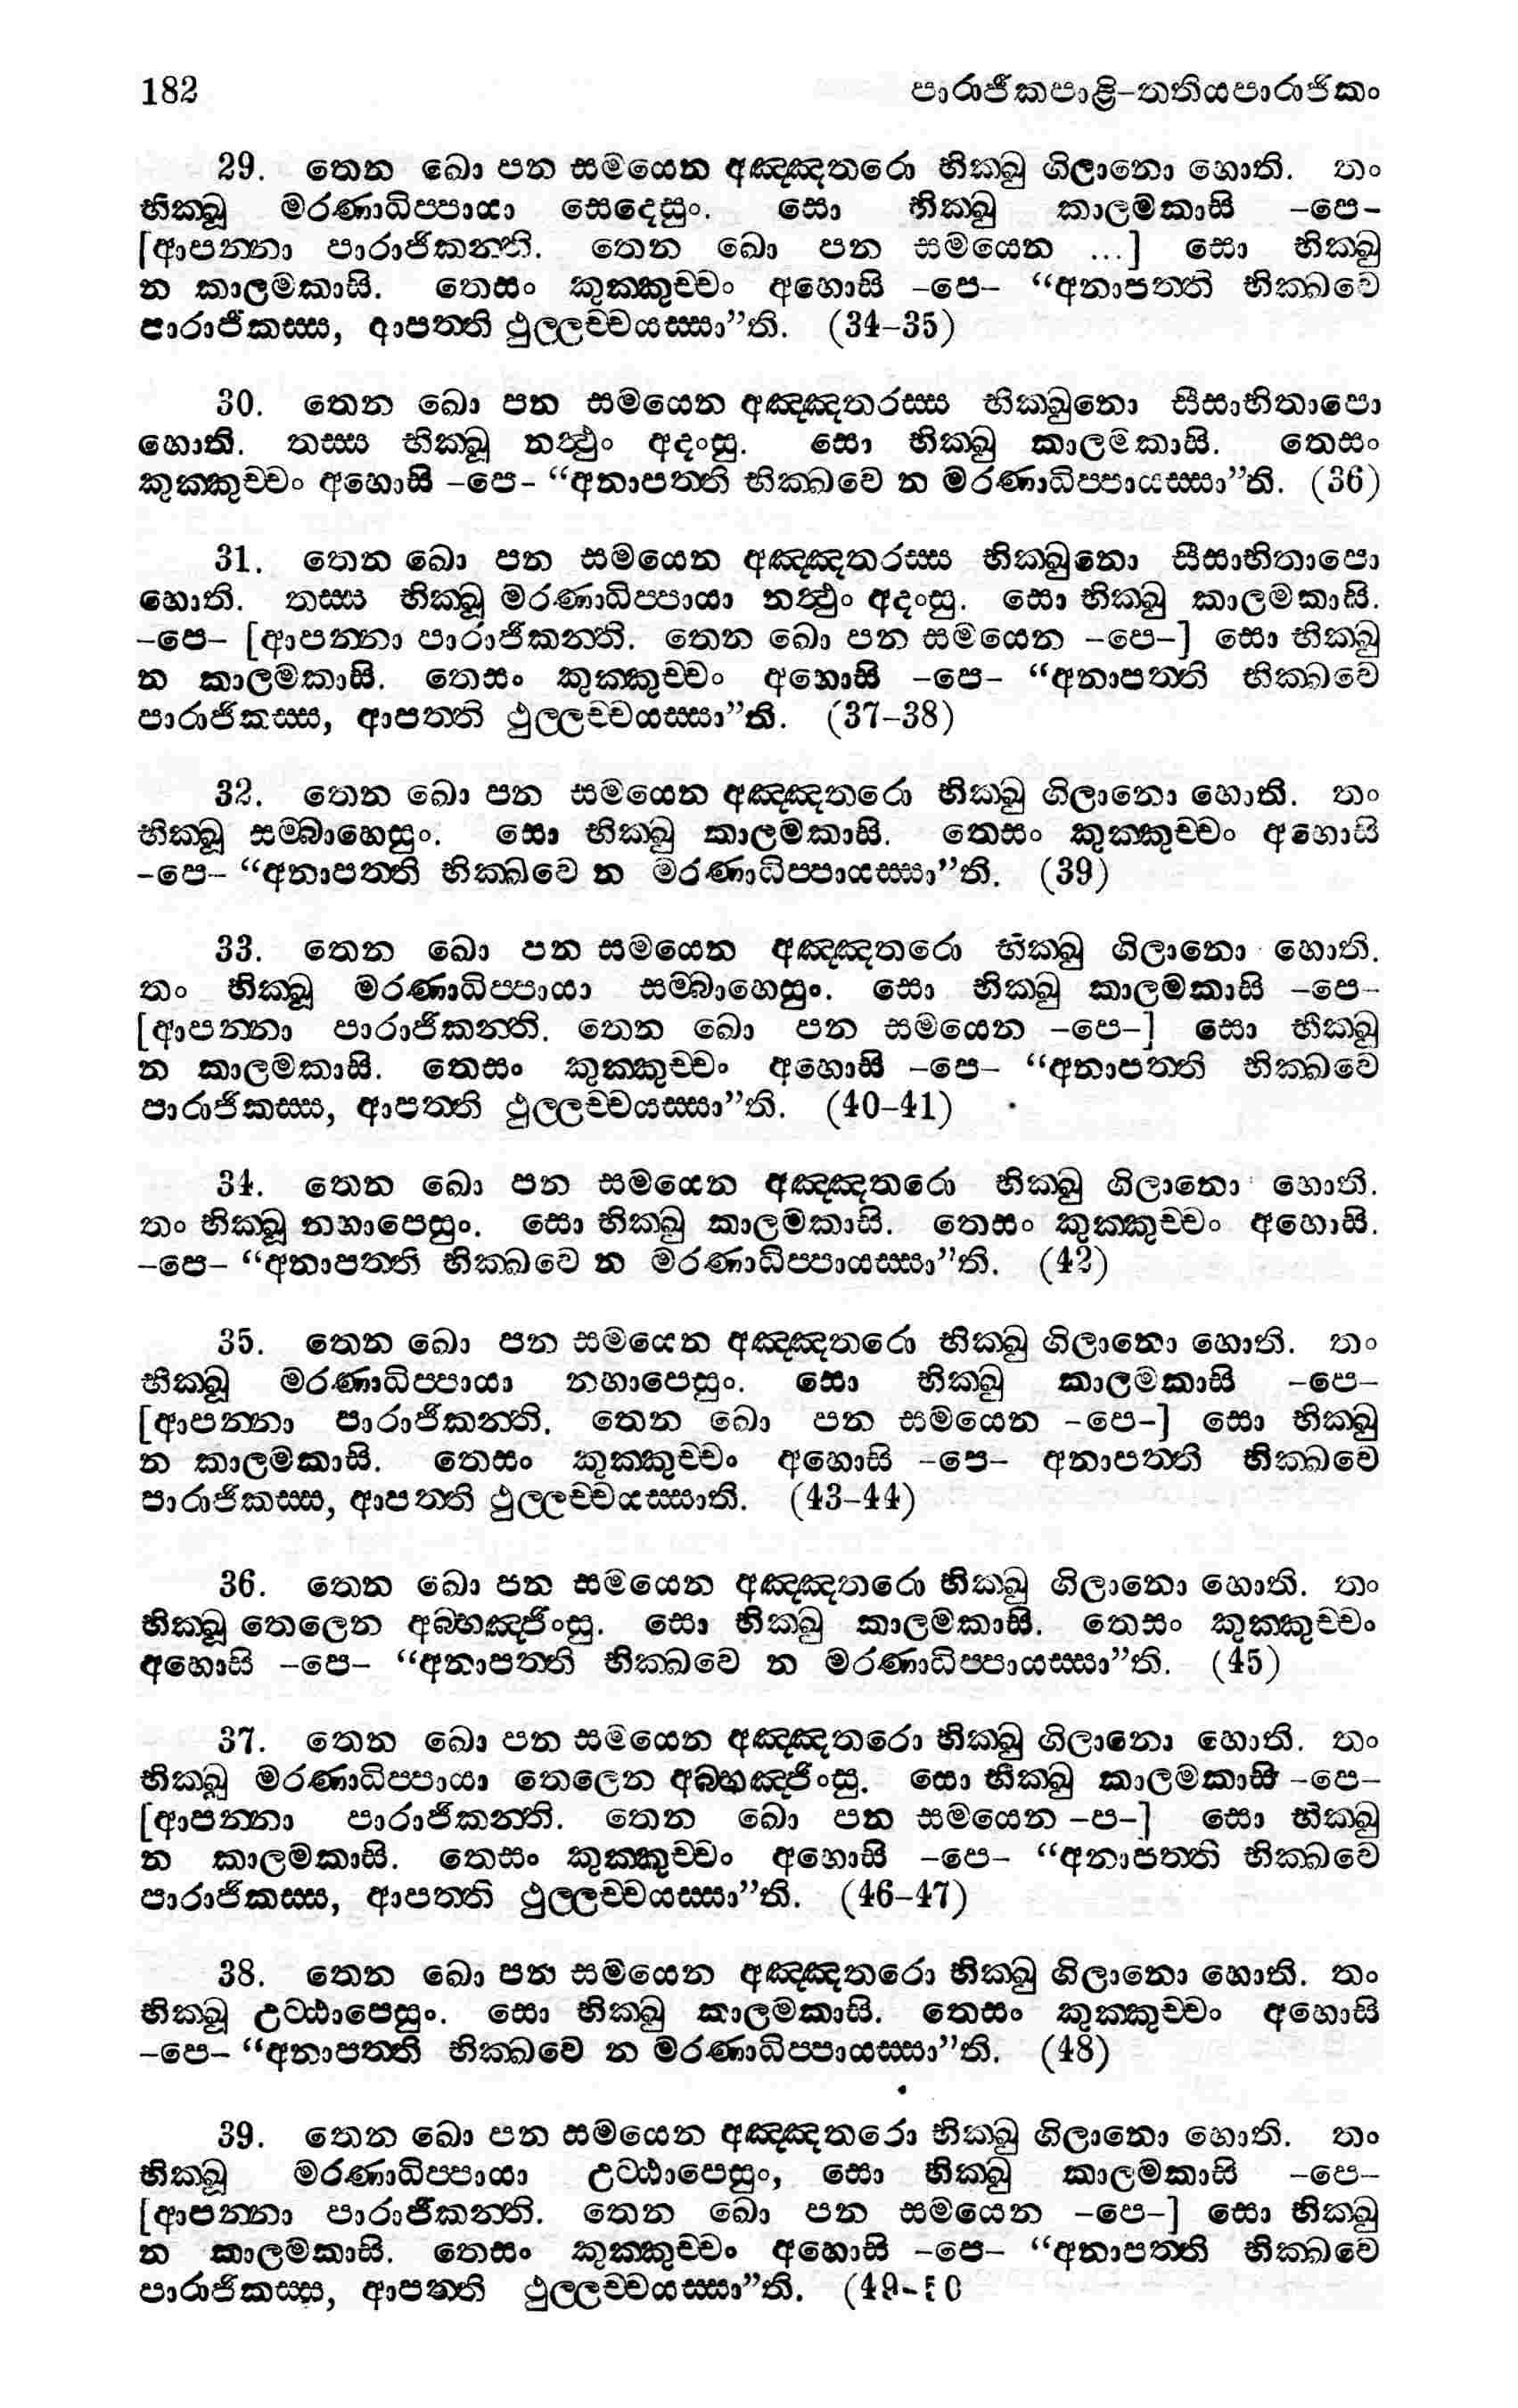 182
පාරාජිකපාළි-තතියපාරාජිකං
29. තෙන ඛො පන සමයෙන අඤ්ඤතරො භික්ඛු ගිලානො හොති. තං
භික්ඛූ මරණාධිප්පායා සෙදෙසුං. සො භික්ඛු කාලමකාසි -පෙ-
[ආපන්නා පාරාජිකන්ති. තෙන ඛො පන සමයෙන ...] සො භික්ඛු
න කාලමකාසි. තෙසං කුක්කුච්චං අහොසි -පෙ- “අනාපත්ති භික්ඛවෙ
පාරාජිකස්ස, ආපත්ති ථුල්ලච්චයස්සා”ති. (34-35)
30. තෙන ඛො පන සමයෙන අඤ්ඤතරස්ස භික්ඛුනො සීසාභිතාපො
හොති. තස්ස භික්ඛූ නත්ථුං අදංසු. සො භික්ඛු කාලමකාසි. තෙසං
කුක්කුච්චං අහොසි -පෙ- “අනාපත්ති භික්ඛවෙ න මරණාධිප්පායස්සා”ති. (36)
31. තෙන ඛො පන සමයෙන අඤ්ඤතරස්ස භික්ඛුනො සීසාභිතාපො
හොති. තස්ස භික්ඛූ මරණාධිප්පායා නත්ථුං අදංසු. සො භික්ඛු කාලමකාසි.
-පෙ- [ආපන්නා පාරාජිකන්ති. තෙන ඛො පන සමයෙන -පෙ-] සො භික්ඛු
න කාලමකාසි. තෙසං කුක්කුච්චං අහොසි -පෙ- “අනාපත්ති භික්ඛවෙ
පාරාජිකස්ස, ආපත්ති ථුල්ලච්චයස්සා”ති. (37-38)
32. තෙන ඛො පන සමයෙන අඤ්ඤතරො භික්ඛු ගිලානො හොති. තං
භික්ඛූ සම්බාහෙසුං. සො භික්ඛු කාලමකාසි. තෙසං කුක්කුච්චං අහොසි
-පෙ- “අනාපත්ති භික්ඛවෙ න මරණාධිප්පායස්සා”ති. (39)
33. තෙන ඛො පන සමයෙන අඤ්ඤතරො භික්ඛු ගිලානො හොති.
තං භික්ඛූ මරණාධිප්පායා සම්බාහෙසුං. සො භික්ඛු කාලමකාසි -පෙ-
[ආපන්නා පාරාජිකන්ති. තෙන ඛො පන සමයෙන -පෙ-] සො භික්ඛු
න කාලමකාසි. තෙසං කුක්කුච්චං අහොසි -පෙ- “අනාපත්ති භික්ඛවෙ
පාරාජිකස්ස, ආපත්ති ථුල්ලච්චයස්සා”ති. (40-41)
34. තෙන ඛො පන සමයෙන අඤ්ඤතරො භික්ඛු ගිලානො හොති.
තං භික්ඛූ නහාපෙසුං. සො භික්ඛු කාලමකාසි. තෙසං කුක්කුච්චං අහොසි.
-පෙ- “අනාපත්ති භික්ඛවෙ න මරණාධිප්පායස්සා”ති. (42)
35. තෙන ඛො පන සමයෙන අඤ්ඤතරො භික්ඛු ගිලානො හොති. තං
භික්ඛූ මරණාධිප්පායා නහාපෙසුං. සො භික්ඛු කාලමකාසි -පෙ-
[ආපන්නා පාරාජිකන්ති. තෙන ඛො පන සමයෙන -පෙ-] සො භික්ඛු
න කාලමකාසි. තෙසං කුක්කුච්චං අහොසි -පෙ- අනාපත්ති භික්ඛවෙ
පාරාජිකස්ස, ආපත්ති ථුල්ලච්චයස්සාති. (43-44)
36. තෙන ඛො පන සමයෙන අඤ්ඤතරො භික්ඛු ගිලානො හොති. තං
භික්ඛූ තෙලෙන අබ්භඤ්ජිංසු. සො භික්ඛු කාලමකාසි. තෙසං කුක්කුච්චං
අහොසි -පෙ- “අනාපත්ති භික්ඛවෙ න මරණාධිප්පායස්සා”ති. (45)
37. තෙන ඛො පන සමයෙන අඤ්ඤතරො භික්ඛු ගිලානො හොති. තං
භික්ඛු මරණාධිප්පායා තෙලෙන අබ්භඤ්ජිංසු. සො භික්ඛු කාලමකාසි -පෙ-
[ආපන්නා පාරාජිකන්ති. තෙන ඛො පන සමයෙන -ප-] සො භික්ඛු
න කාලමකාසි. තෙසං කුක්කුච්චං අහොසි -පෙ- “අනාපත්ති භික්ඛවෙ
පාරාජිකස්ස, ආපත්ති ථුල්ලච්චයස්සා”ති. (46-47)
38. තෙන ඛො පන සමයෙන අඤ්ඤතරො භික්ඛු ගිලානො හොති. තං
භික්ඛූ උට්ඨාපෙසුං. සො භික්ඛු කාලමකාසි. තෙසං කුක්කුච්චං අහොසි
-පෙ- “අනාපත්ති භික්ඛවෙ න මරණාධිප්පායස්සා”ති. (48)
39. තෙන ඛො පන සමයෙන අඤ්ඤතරො භික්ඛු ගිලානො හොති. තං
භික්ඛූ මරණාධිප්පායා උට්ඨාපෙසුං, සො භික්ඛු කාලමකාසි -පෙ-
[ආපන්නා පාරාජිකන්ති. තෙන ඛො පන සමයෙන -පෙ-] සො භික්ඛු
න කාලමකාසි. තෙසං කුක්කුච්චං අහොසි -පෙ- “අනාපත්ති භික්ඛවෙ
පාරාජිකස්ස, ආපත්ති ථුල්ලච්චයස්සා”ති. (49-50